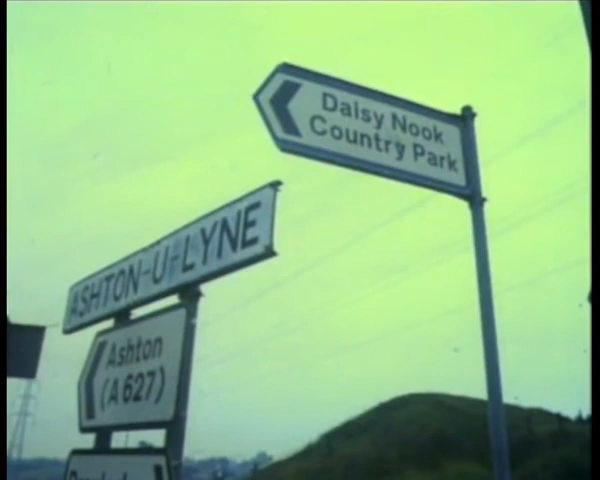 Daisy Nook
Country Park
ASHTON-U-LYNE
Ashton
(A 627)